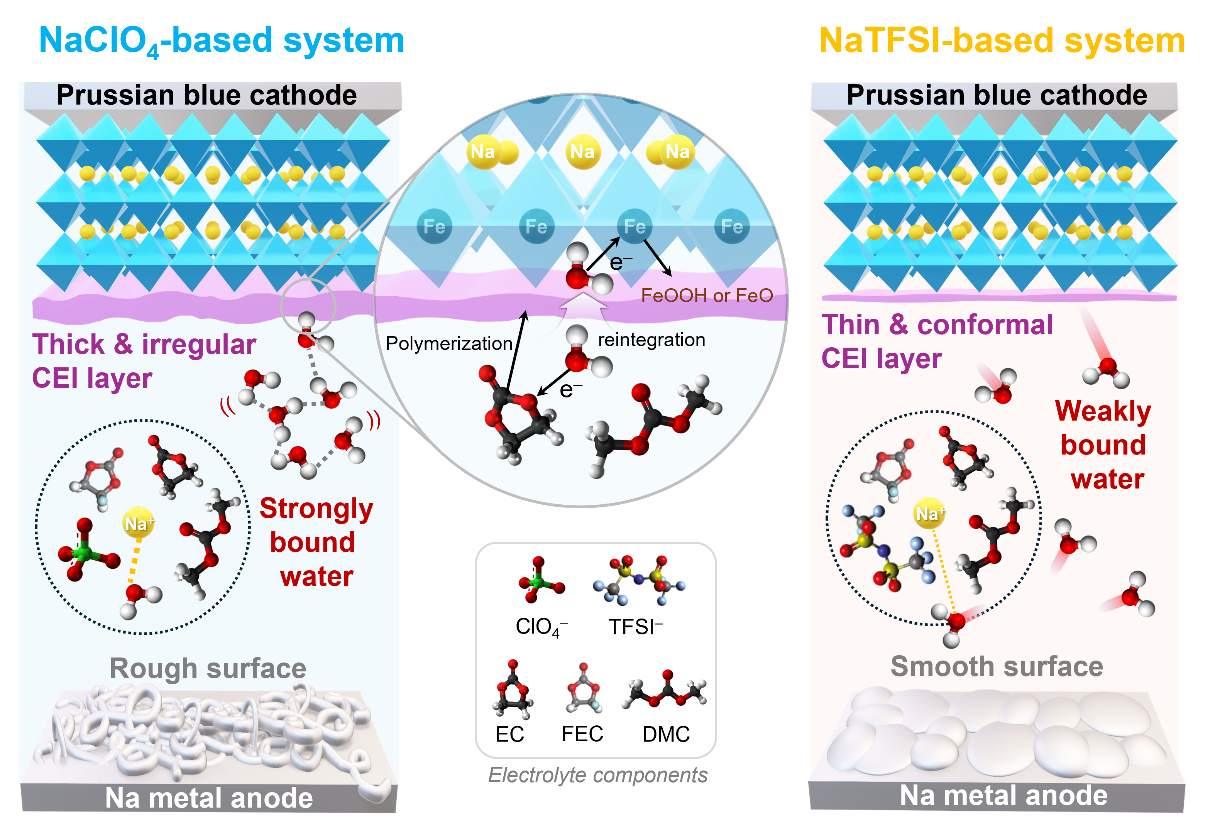 NaClO₄-based system
NaTFSI-based system
Prussian blue cathode
Thick & irregular
CEI layer
Strongly
bound
water
Na⁺
Rough surface
Na metal anode
Na
Na
Na
Fe
Fe
Fe
Fe
e⁻
FeOOH or FeO
Polymerization
reintegration
e⁻
ClO₄⁻
TFSI⁻
EC
FEC
DMC
Electrolyte components
Prussian blue cathode
Thin & conformal
CEI layer
Weakly
bound
water
Na⁺
Smooth surface
Na metal anode